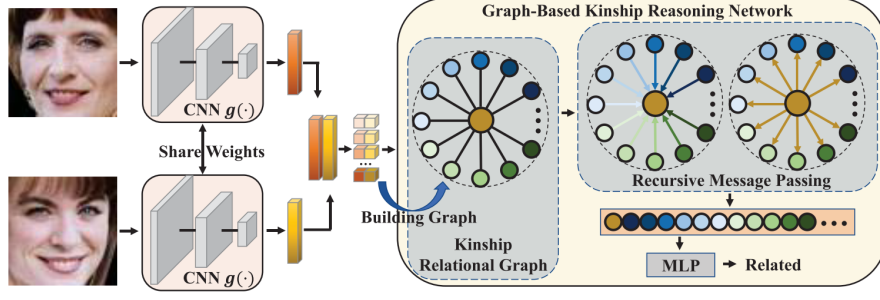 Graph-Based Kinship Reasoning Network
CNN g(·)
Share Weights
CNN g(·)
...
Building Graph
Kinship
Relational Graph
Recursive Message Passing
MLP
Related